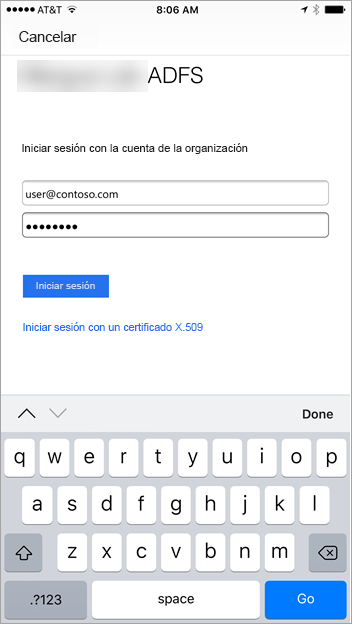 AT&T 8:06 AM
Cancelar
ADFS
Iniciar sesión con la cuenta de la organización
user@contoso.com
••••••••
Iniciar sesión
Iniciar sesión con un certificado X.509
Done
q w e r t y u i o p
a s d f g h j k l
z x c v b n m
.?123 space Go